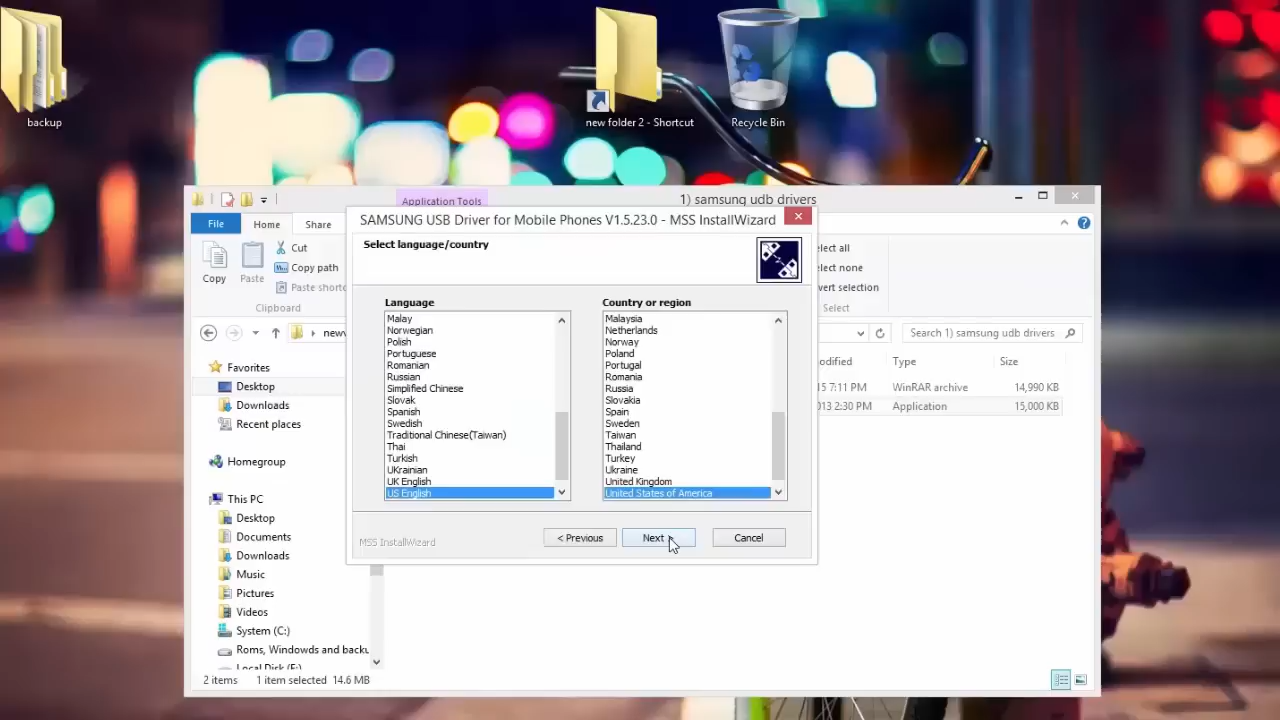 backup
new folder 2 - Shortcut
Recycle Bin
Application Tools
1) samsung udb drivers
File
Home
Share
SAMSUNG USB Driver for Mobile Phones V1.5.23.0 - MSS InstallWizard
Select language/country
Copy
Paste
Cut
Copy path
Paste shortc
Clipboard
elect all
elect none
vert selection
Select
neww
Search 1) samsung udb drivers
Language
Malay
Norwegian
Polish
Portuguese
Romanian
Russian
Simplified Chinese
Slovak
Spanish
Swedish
Traditional Chinese(Taiwan)
Thai
Turkish
UKrainian
UK English
US English
Country or region
Malaysia
Netherlands
Norway
Poland
Portugal
Romania
Russia
Slovakia
Spain
Sweden
Taiwan
Thailand
Turkey
Ukraine
United Kingdom
United States of America
MSS InstallWizard
< Previous
Next
Cancel
odified
Type
Size
15 7:11 PM
WinRAR archive
14,990 KB
013 2:30 PM
Application
15,000 KB
Favorites
Desktop
Downloads
Recent places
Homegroup
This PC
Desktop
Documents
Downloads
Music
Pictures
Videos
System (C:)
Roms, Windowds and backu
Local Disk (E:)
2 items
1 item selected
14.6 MB